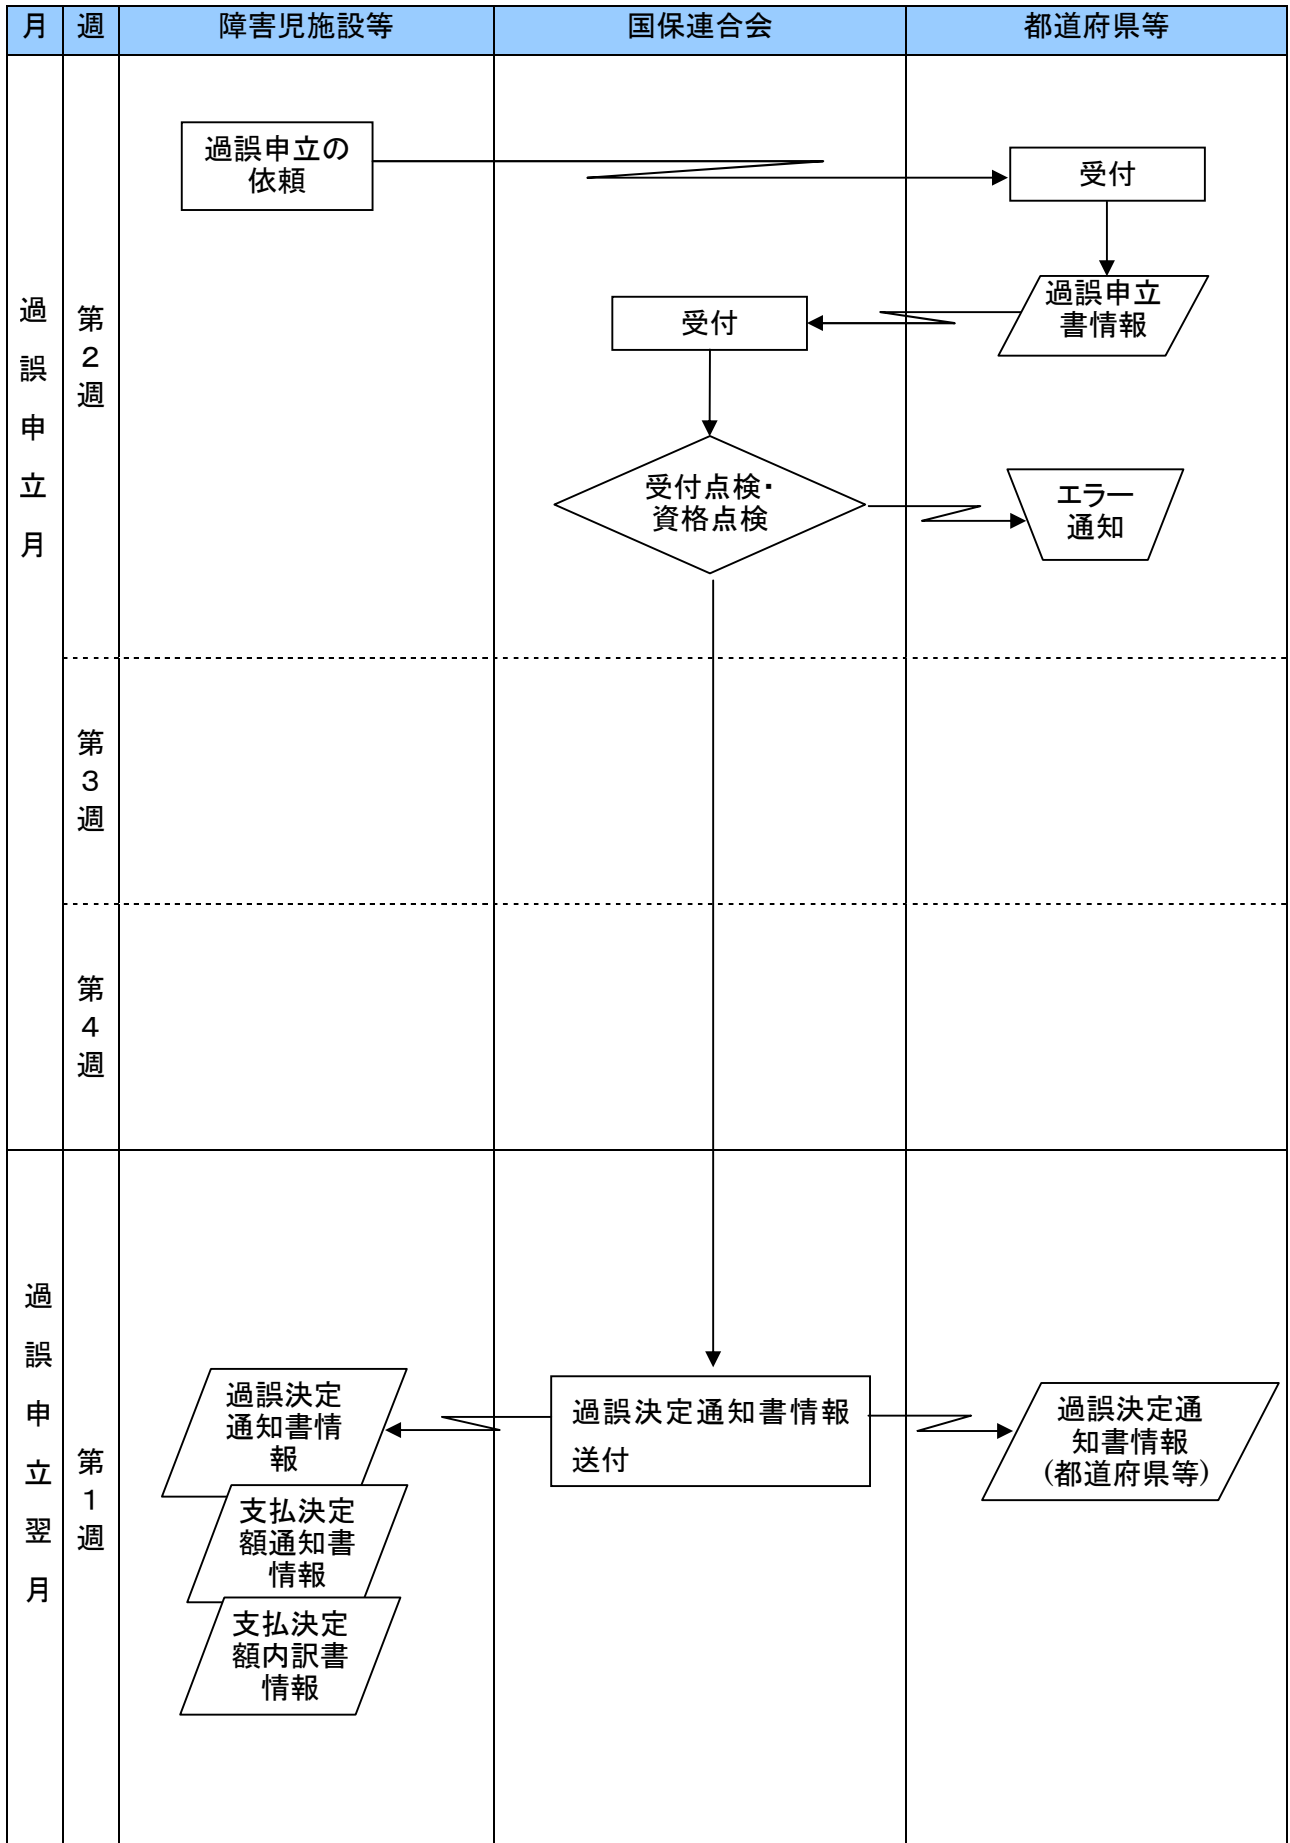 月
週
障害児施設等
国保連合会
都道府県等
過誤申立月
第2週
過誤申立の
依頼
受付
過誤申立
書情報
受付
受付点検・
資格点検
エラー
通知
第3週
第4週
過誤申立翌月
第1週
過誤決定
通知書情
報
支払決定
額通知書
情報
支払決定
額内訳書
情報
過誤決定通知書情報
送付
過誤決定通
知書情報
(都道府県等)